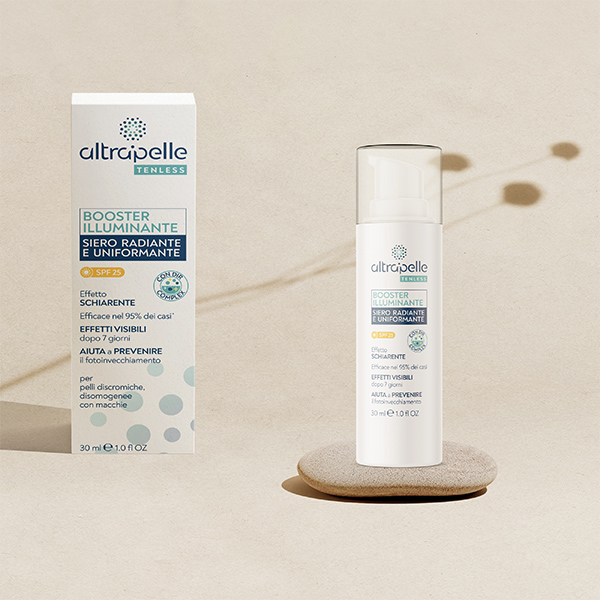 altrapelle
TENLESS
BOOSTER
ILLUMINANTE
SIERO RADIANTE
E UNIFORMANTE
SPF 25
CON DIP
COMPLEX
Effetto
SCHIARENTE
Efficace nel 95% dei casi*
EFFETTI VISIBILI
dopo 7 giorni
AIUTA a PREVENIRE
il fotoinvecchiamento
per
pelli discromiche,
disomogenee
con macchie
30 ml e 1.0 fl OZ
altrapelle
TENLESS
BOOSTER
ILLUMINANTE
SIERO RADIANTE
E UNIFORMANTE
SPF 25
CON DIP
COMPLEX
Effetto
SCHIARENTE
Efficace nel 95% dei casi
EFFETTI VISIBILI
dopo 7 giorni
AIUTA a PREVENIRE
il fotoinvecchiamento
30 ml e 1.0 fl OZ